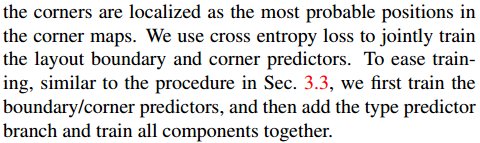 the corners are localized as the most probable positions in
the corner maps. We use cross entropy loss to jointly train
the layout boundary and corner predictors. To ease train-
ing, similar to the procedure in Sec. 3.3, we first train the
boundary/corner predictors, and then add the type predictor
branch and train all components together.